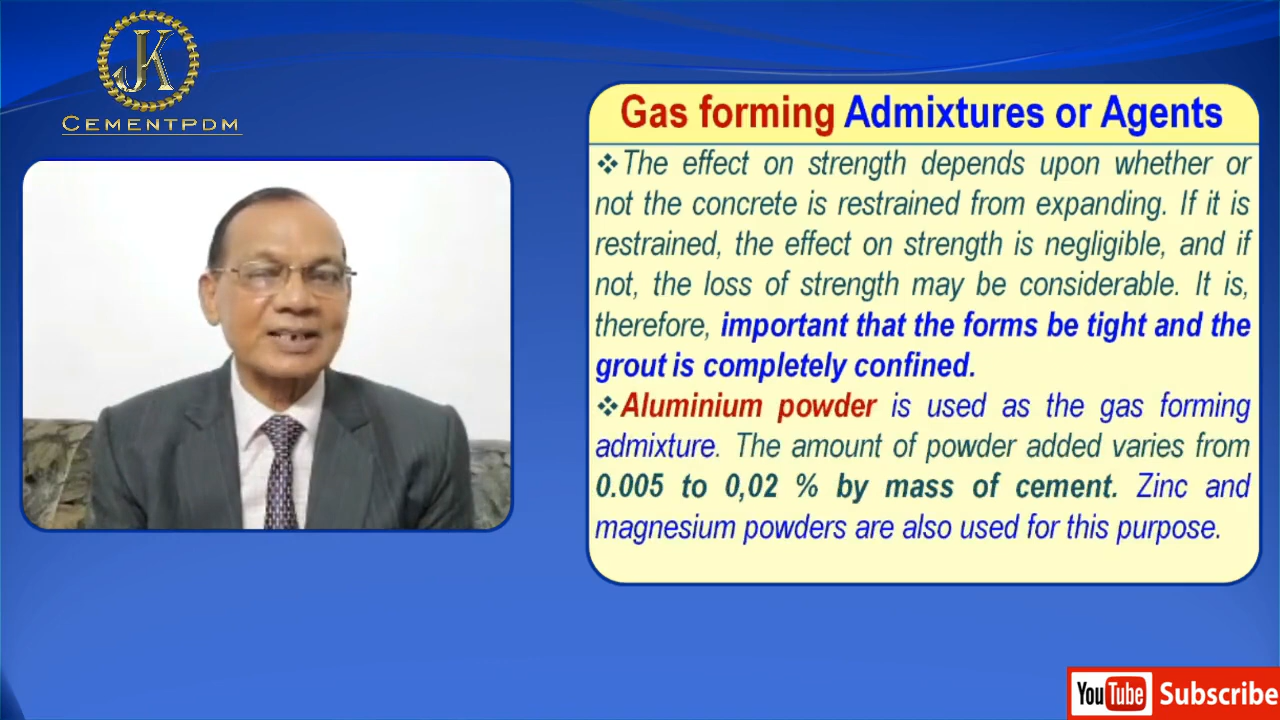 JK
CEMENTPDM
Gas forming Admixtures or Agents
❖The effect on strength depends upon whether or
not the concrete is restrained from expanding. If it is
restrained, the effect on strength is negligible, and if
not, the loss of strength may be considerable. It is,
therefore, important that the forms be tight and the
grout is completely confined.
❖Aluminium powder is used as the gas forming
admixture. The amount of powder added varies from
0.005 to 0,02 % by mass of cement. Zinc and
magnesium powders are also used for this purpose.
YouTube Subscribe